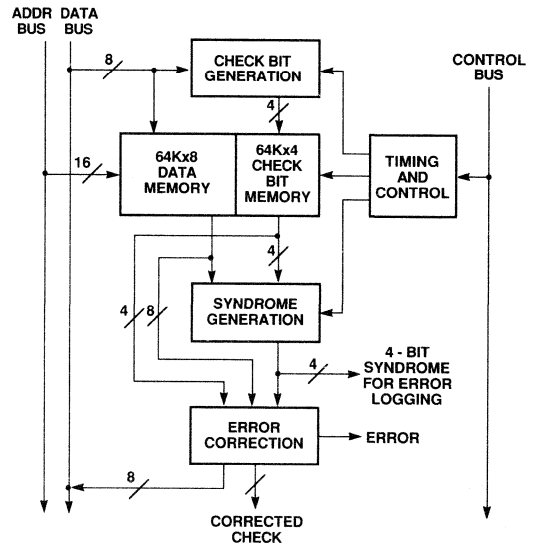 ADDR DATA
BUS BUS
8
CHECK BIT
GENERATION
CONTROL
BUS
4
16
64Kx8
DATA
MEMORY
64Kx4
CHECK
BIT
MEMORY
TIMING
AND
CONTROL
4
4
8
SYNDROME
GENERATION
4
4 - BIT
SYNDROME
FOR ERROR
LOGGING
ERROR
CORRECTION
ERROR
8
CORRECTED
CHECK